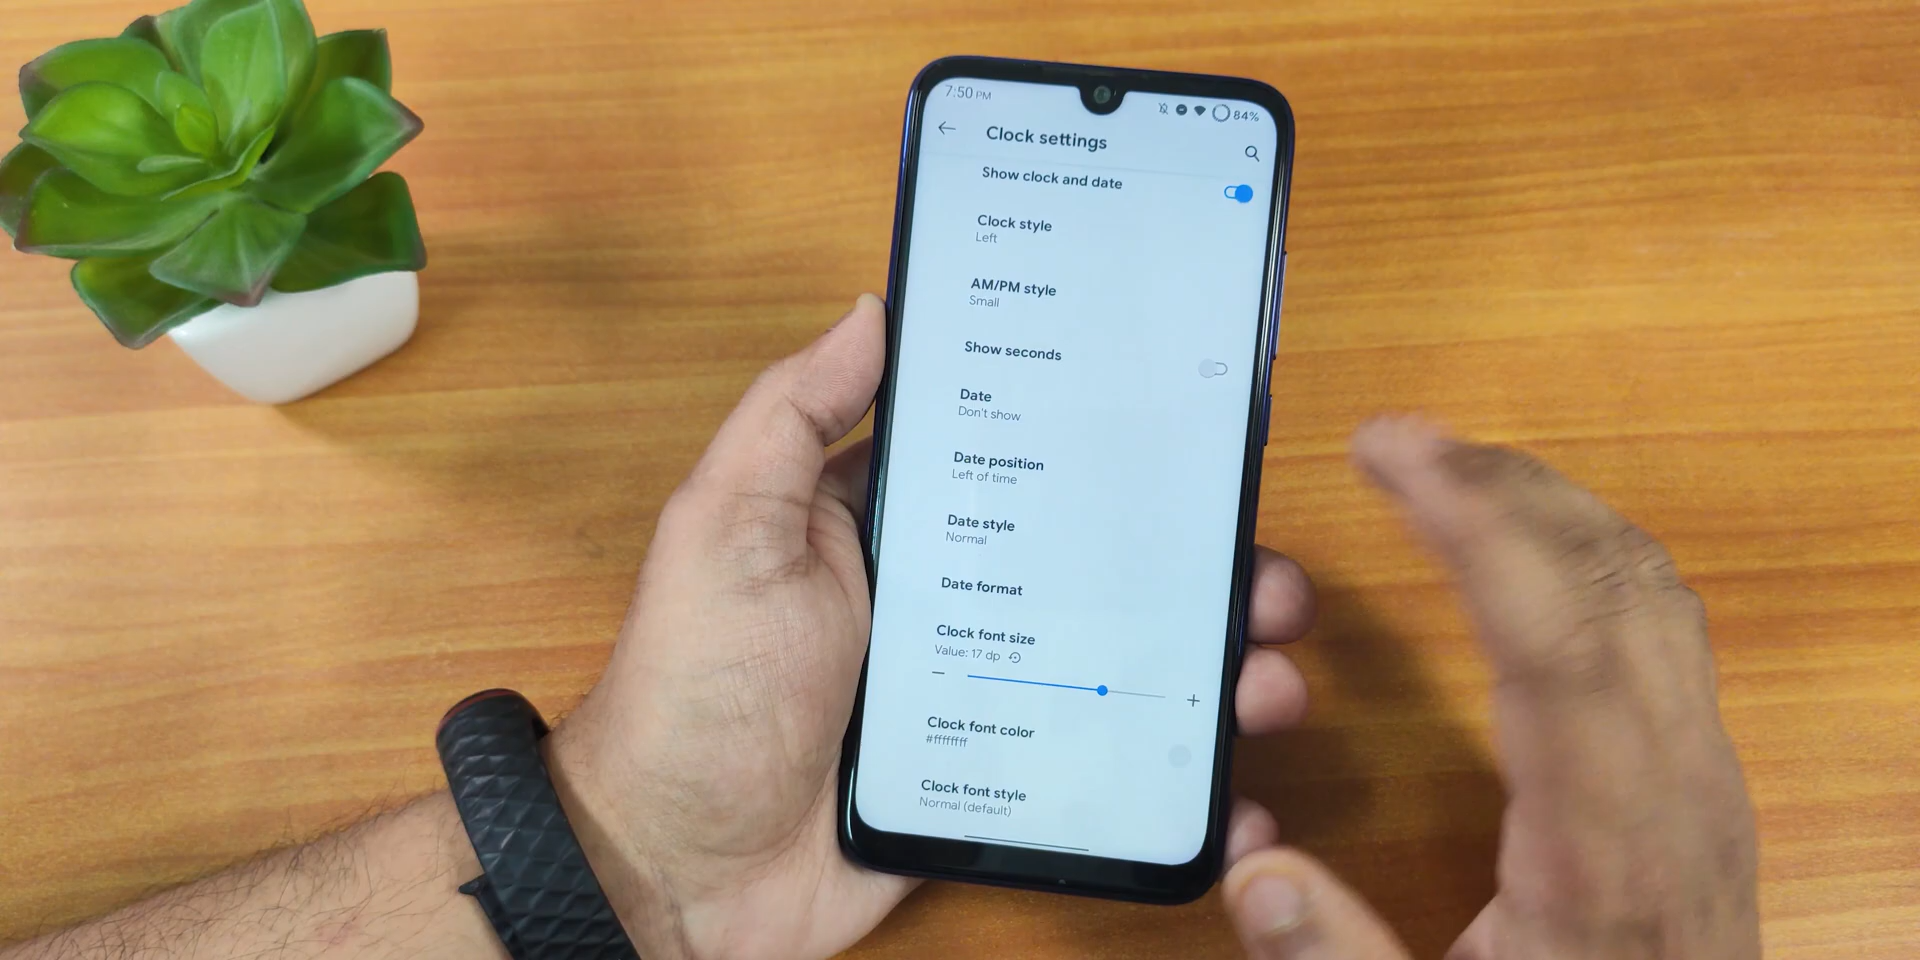 7:50 PM
84%
Clock settings
Show clock and date
Clock style
Left
AM/PM style
Small
Show seconds
Date
Don't show
Date position
Left of time
Date style
Normal
Date format
Clock font size
Value: 17 dp
Clock font color
#ffffffff
Clock font style
Normal (default)